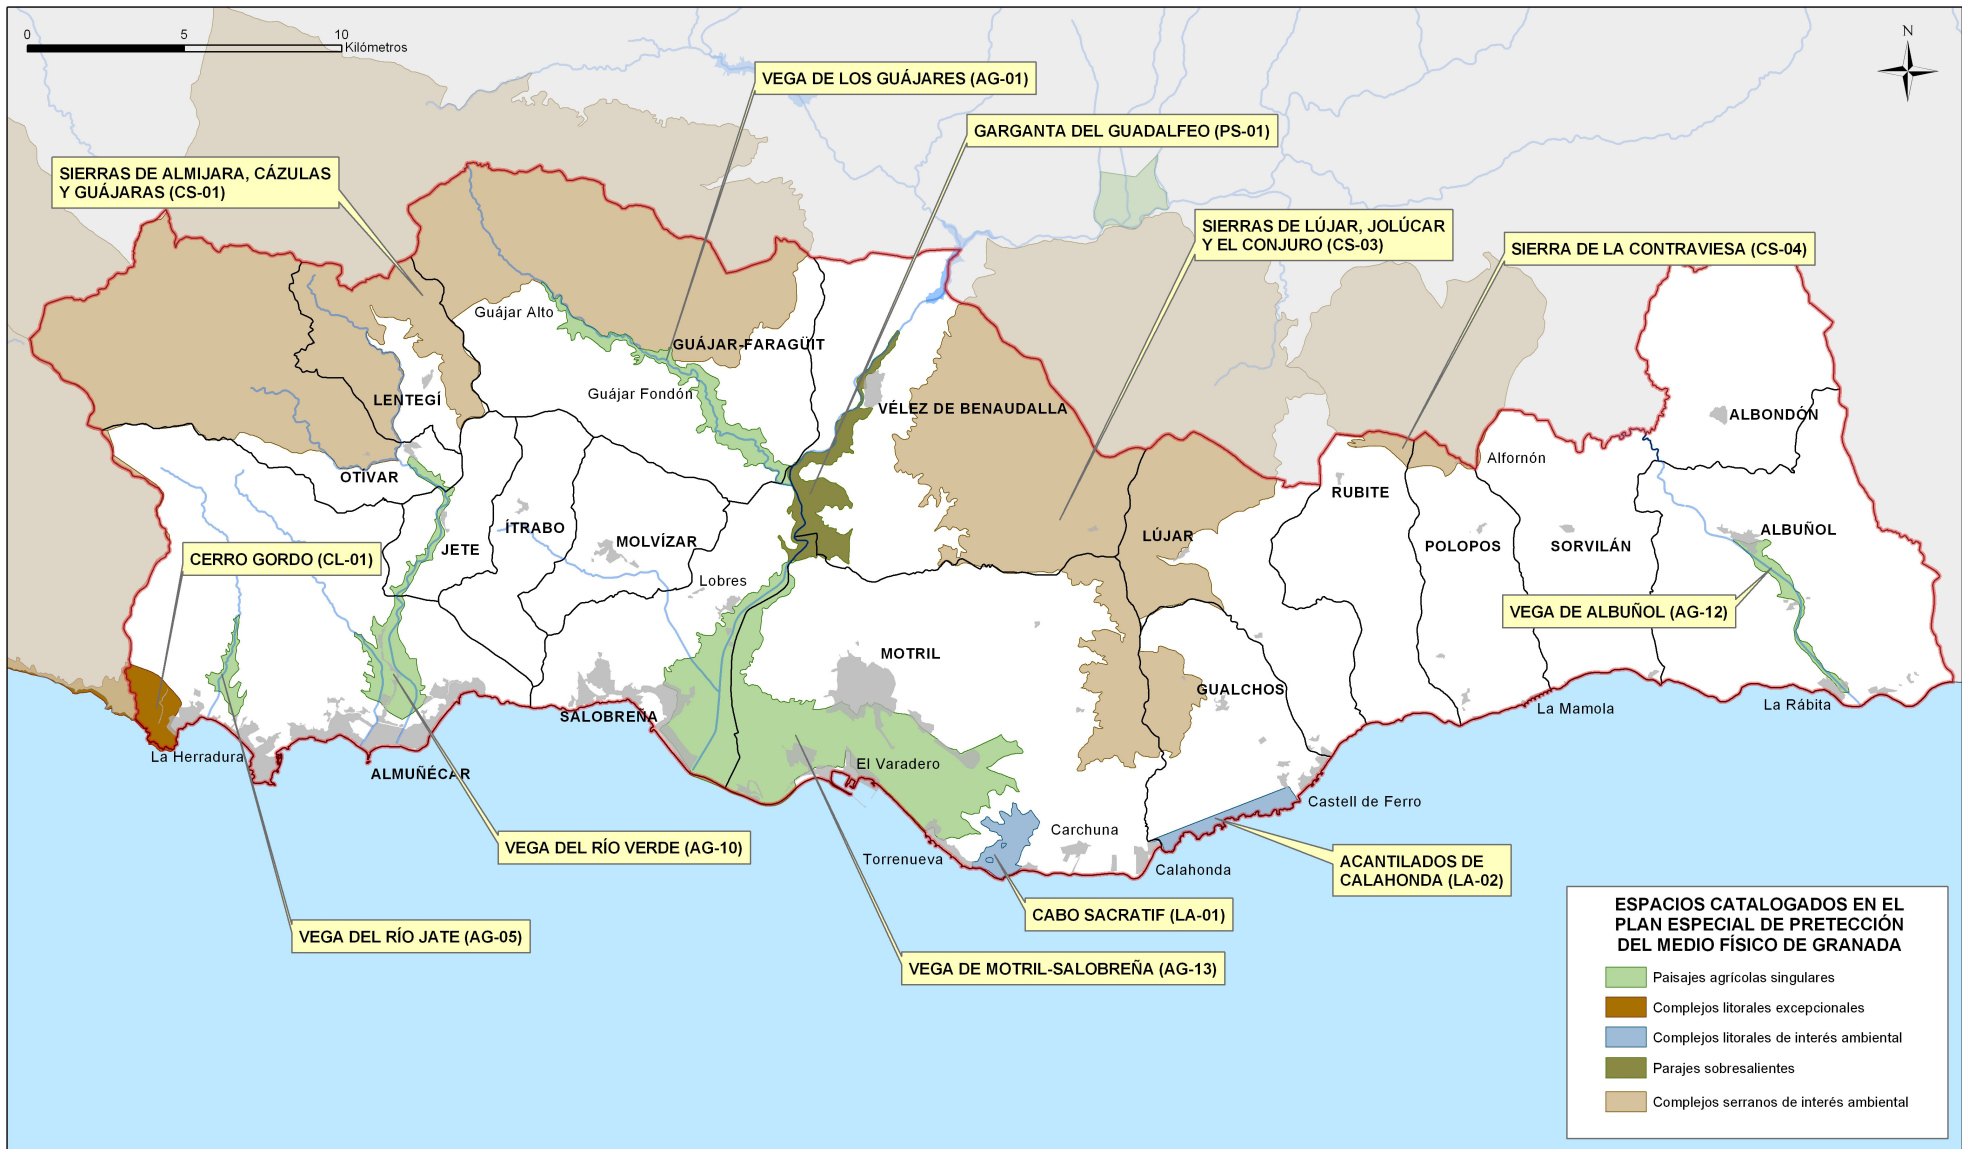 0
5
10
Kilómetros
N
VEGA DE LOS GUÁJARES (AG-01)
GARGANTA DEL GUADALFEO (PS-01)
SIERRAS DE ALMIJARA, CÁZULAS
Y GUÁJARAS (CS-01)
SIERRAS DE LÚJAR, JOLÚCAR
Y EL CONJURO (CS-03)
SIERRA DE LA CONTRAVIESA (CS-04)
Guájar Alto
GUÁJAR-FARAGÜIT
Guájar Fondón
LENTEGÍ
VÉLEZ DE BENAUDALLA
ALBONDÓN
Alfornón
OTÍVAR
RUBITE
ÍTRABO
JETE
MOLVÍZAR
LÚJAR
POLOPOS
SORVILÁN
ALBUÑOL
CERRO GORDO (CL-01)
Lobres
VEGA DE ALBUÑOL (AG-12)
MOTRIL
GUALCHOS
SALOBREÑA
La Mamola
La Rábita
La Herradura
ALMUÑÉCAR
El Varadero
Castell de Ferro
Carchuna
Torrenueva
Calahonda
VEGA DEL RÍO VERDE (AG-10)
ACANTILADOS DE
CALAHONDA (LA-02)
CABO SACRATIF (LA-01)
VEGA DEL RÍO JATE (AG-05)
VEGA DE MOTRIL-SALOBREÑA (AG-13)
ESPACIOS CATALOGADOS EN EL
PLAN ESPECIAL DE PRETECCIÓN
DEL MEDIO FÍSICO DE GRANADA
Paisajes agrícolas singulares
Complejos litorales excepcionales
Complejos litorales de interés ambiental
Parajes sobresalientes
Complejos serranos de interés ambiental